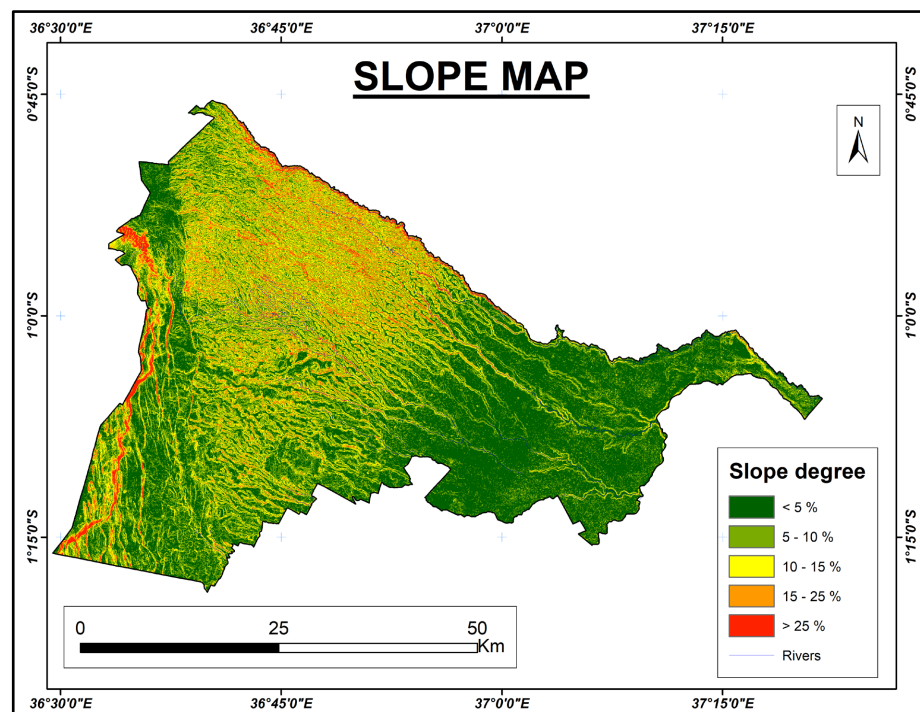 36°30'0"E 36°45'0"E 37°0'0"E 37°15'0"E
SLOPE MAP
0°45'0"S 0°45'0"S
N
1°0'0"S 1°0'0"S
Slope degree
< 5 %
5 - 10 %
10 - 15 %
15 - 25 %
> 25 %
Rivers
1°15'0"S 1°15'0"S
0 25 50
Km
36°30'0"E 36°45'0"E 37°0'0"E 37°15'0"E